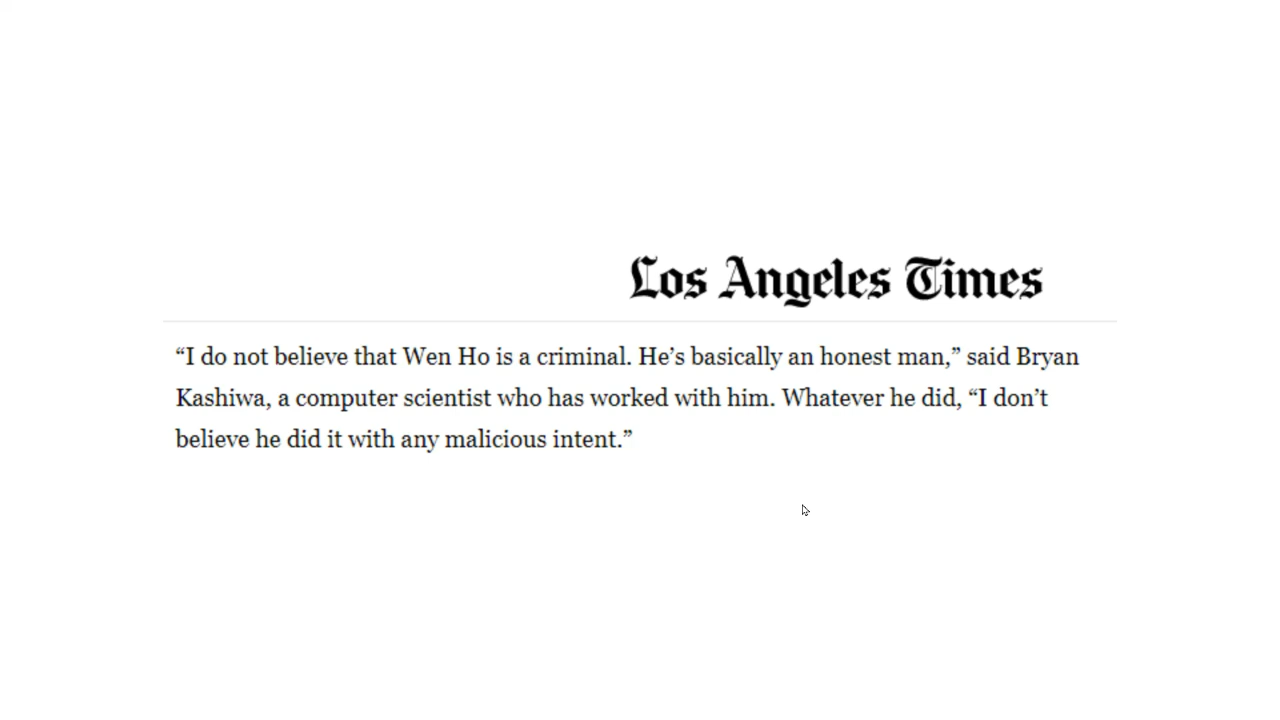 Los Angeles Times
“I do not believe that Wen Ho is a criminal. He’s basically an honest man,” said Bryan
Kashiwa, a computer scientist who has worked with him. Whatever he did, “I don’t
believe he did it with any malicious intent.”